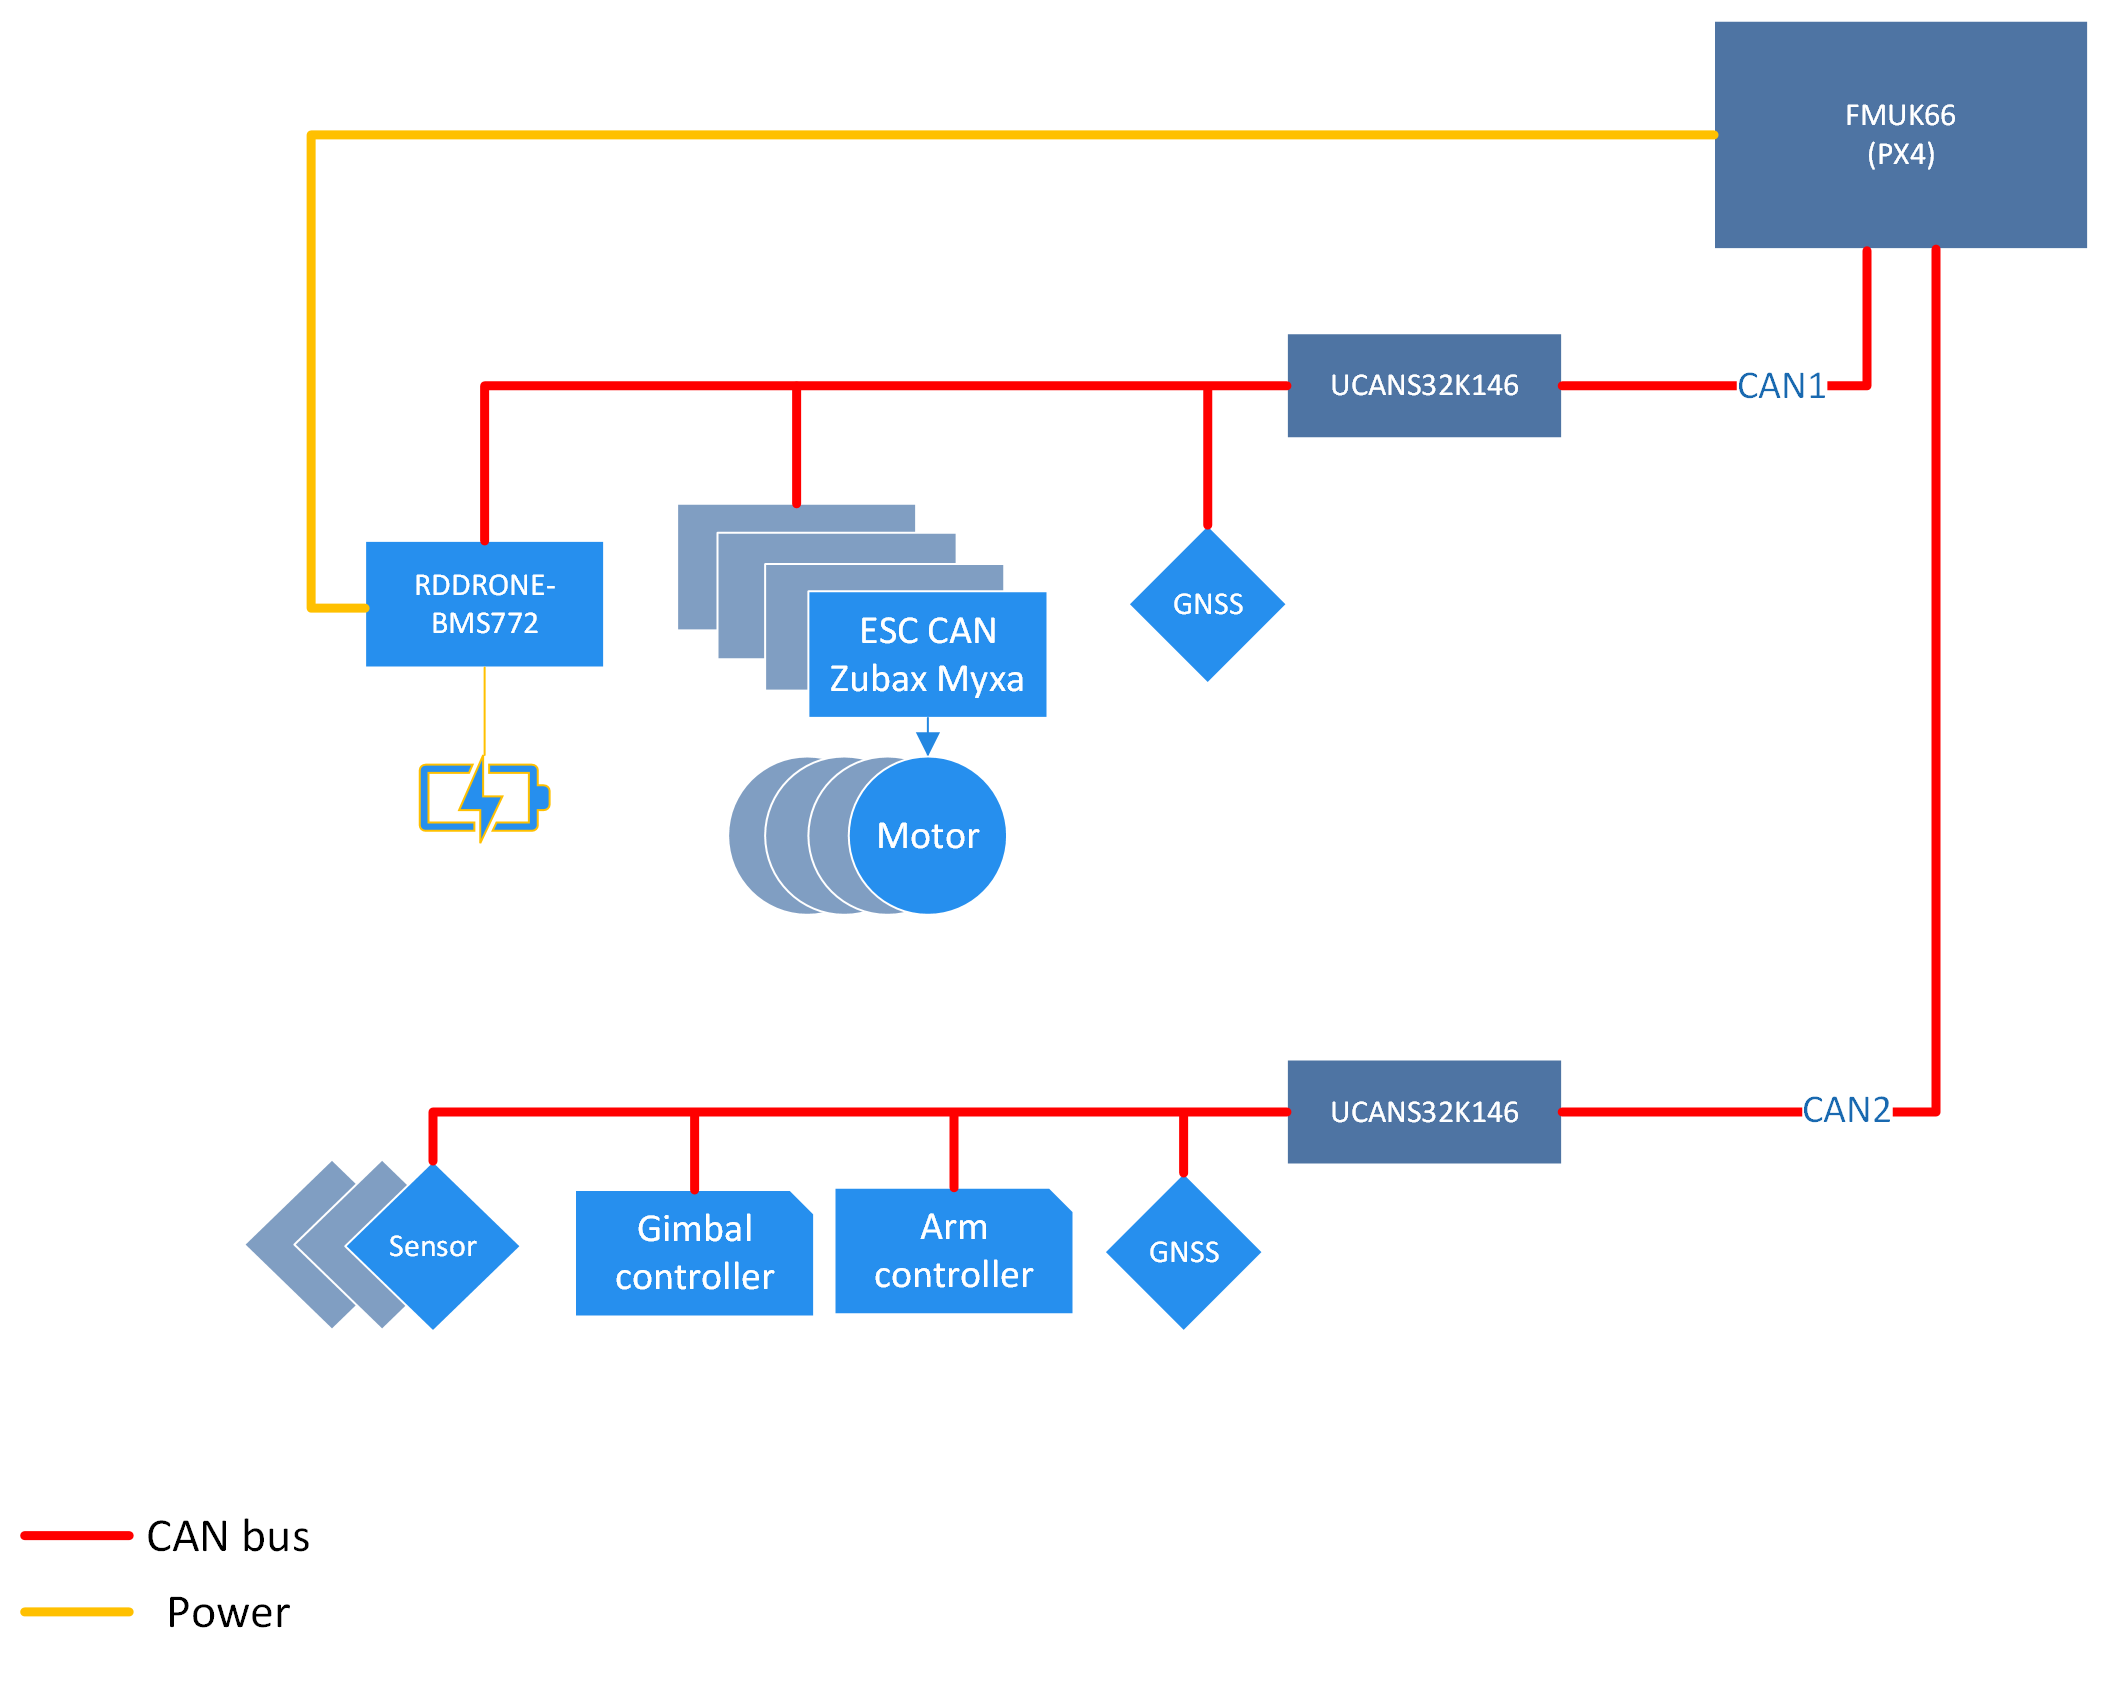 FMUK66
(PX4)
UCANS32K146
CAN1
RDDRONE-
BMS772
ESC CAN
Zubax Myxa
GNSS
Motor
UCANS32K146
CAN2
Sensor
Gimbal
controller
Arm
controller
GNSS
CAN bus
Power